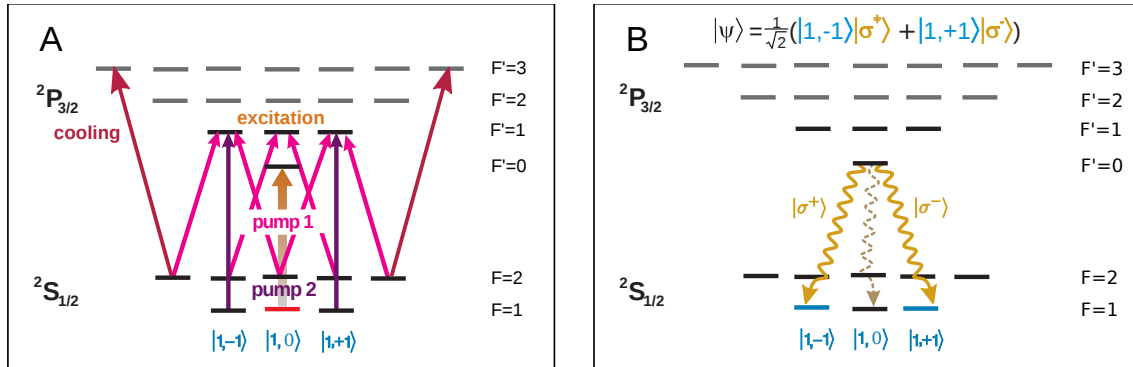 A
F'=3
²P₃/₂
F'=2
cooling
excitation
F'=1
F'=0
pump 1
F=2
²S₁/₂
pump 2
F=1
|1,−1⟩ |1,0⟩ |1,+1⟩
B
|ψ⟩ = 1/√2(|1,-1⟩|σ⁺⟩ + |1,+1⟩|σ⁻⟩)
F'=3
²P₃/₂
F'=2
F'=1
F'=0
|σ⁺⟩ |σ⁻⟩
F=2
²S₁/₂
F=1
|1,−1⟩ |1,0⟩ |1,+1⟩